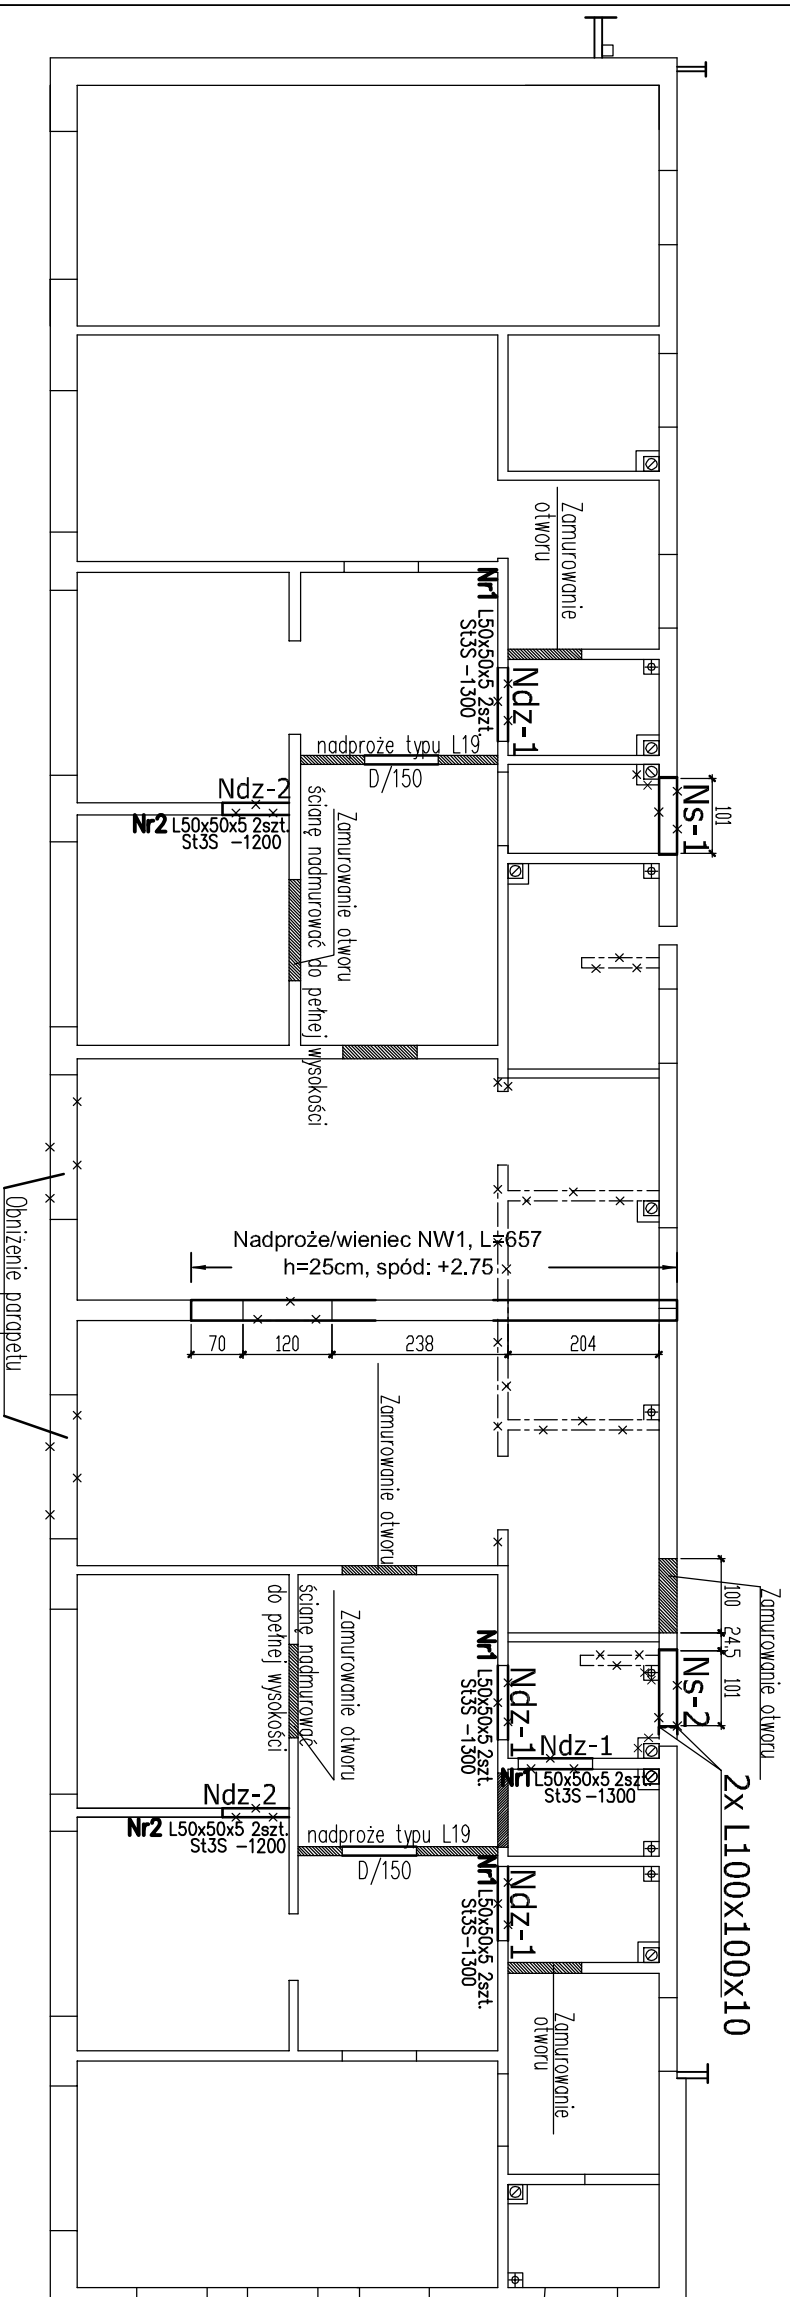 Zamurowanie
otworu
Nr1 L50x50x5 2szt.
St3S -1300
Ndz-1
nadproże typu L19
D/150
Ns-1
101
Ndz-2
Nr2 L50x50x5 2szt.
St3S -1200
Zamurowanie otworu
ścianę nadmurować do pełnej wysokości
Obniżenie parapetu
Nadproże/wieniec NW1, L=657
h=25cm, spód: +2.75
70
120
238
204
Zamurowanie otworu
Zamurowanie otworu
100
24,5
101
Ns-2
2x L100x100x10
Zamurowanie otworu
ścianę nadmurować
do pełnej wysokości
Nr1 L50x50x5 2szt.
St3S -1300
Ndz-1
Ndz-1
Nr1 L50x50x5 2szt.
St3S -1300
Ndz-2
Nr2 L50x50x5 2szt.
St3S -1200
nadproże typu L19
D/150
Nr1 L50x50x5 2szt.
St3S -1300
Ndz-1
Zamurowanie
otworu